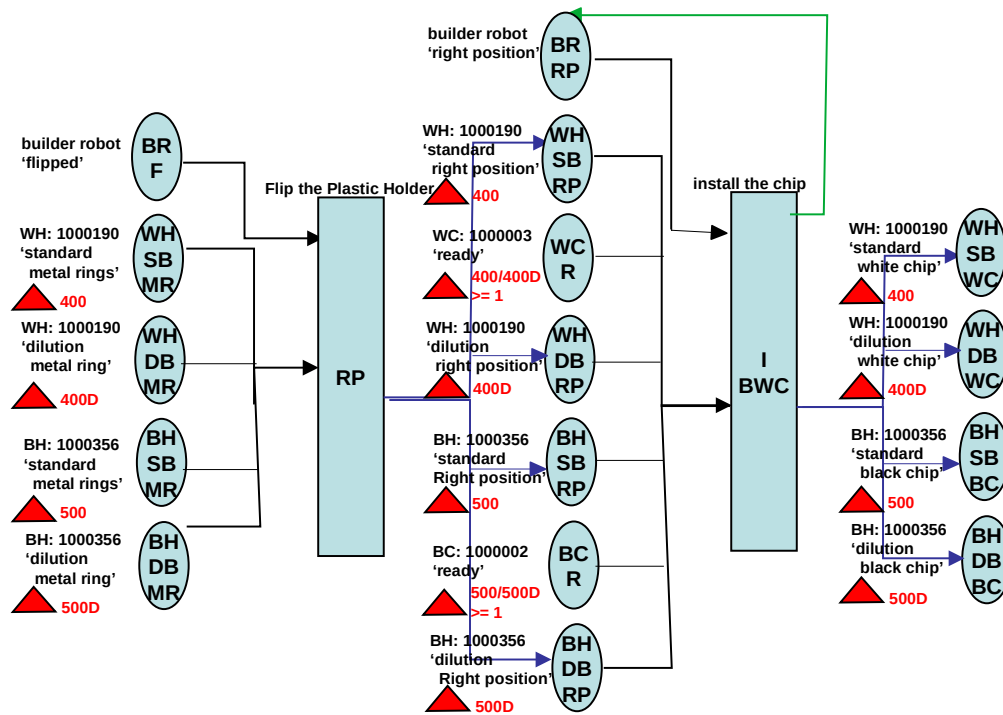 builder robot
‘flipped’
BR
F
WH: 1000190
‘standard
metal rings’
400
WH
SB
MR
WH: 1000190
‘dilution
metal ring’
400D
WH
DB
MR
BH: 1000356
‘standard
metal rings’
500
BH
SB
MR
BH: 1000356
‘dilution
metal ring’
500D
BH
DB
MR
Flip the Plastic Holder
RP
builder robot
‘right position’
BR
RP
WH: 1000190
‘standard
right position’
400
WH
SB
RP
WC: 1000003
‘ready’
400/400D
>= 1
WC
R
WH: 1000190
‘dilution
right position’
400D
WH
DB
RP
BH: 1000356
‘standard
Right position’
500
BH
SB
RP
BC: 1000002
‘ready’
500/500D
>= 1
BC
R
BH: 1000356
‘dilution
Right position’
500D
BH
DB
RP
install the chip
I
BWC
WH: 1000190
‘standard
white chip’
400
WH
SB
WC
WH: 1000190
‘dilution
white chip’
400D
WH
DB
WC
BH: 1000356
‘standard
black chip’
500
BH
SB
BC
BH: 1000356
‘dilution
black chip’
500D
BH
DB
BC